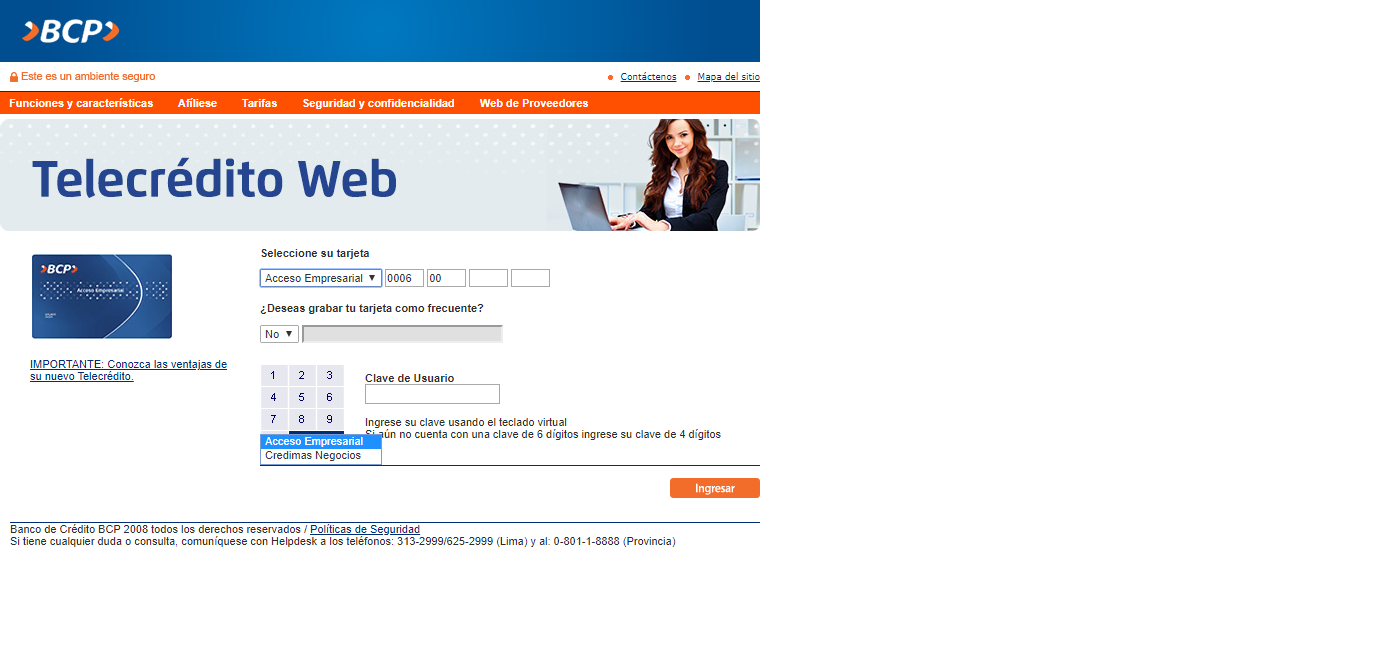 BCP
Este es un ambiente seguro
Contáctenos
Mapa del sitio
Funciones y características Afíliese Tarifas Seguridad y confidencialidad Web de Proveedores
Telecrédito Web
BCP
Acceso Empresarial
Seleccione su tarjeta
Acceso Empresarial 0006 00
¿Deseas grabar tu tarjeta como frecuente?
No
IMPORTANTE: Conozca las ventajas de
su nuevo Telecrédito.
1 2 3
4 5 6
7 8 9
Clave de Usuario
Ingrese su clave usando el teclado virtual
Si aún no cuenta con una clave de 6 dígitos ingrese su clave de 4 dígitos
Acceso Empresarial
Credimas Negocios
Ingresar
Banco de Crédito BCP 2008 todos los derechos reservados / Políticas de Seguridad
Si tiene cualquier duda o consulta, comuníquese con Helpdesk a los teléfonos: 313-2999/625-2999 (Lima) y al: 0-801-1-8888 (Provincia)